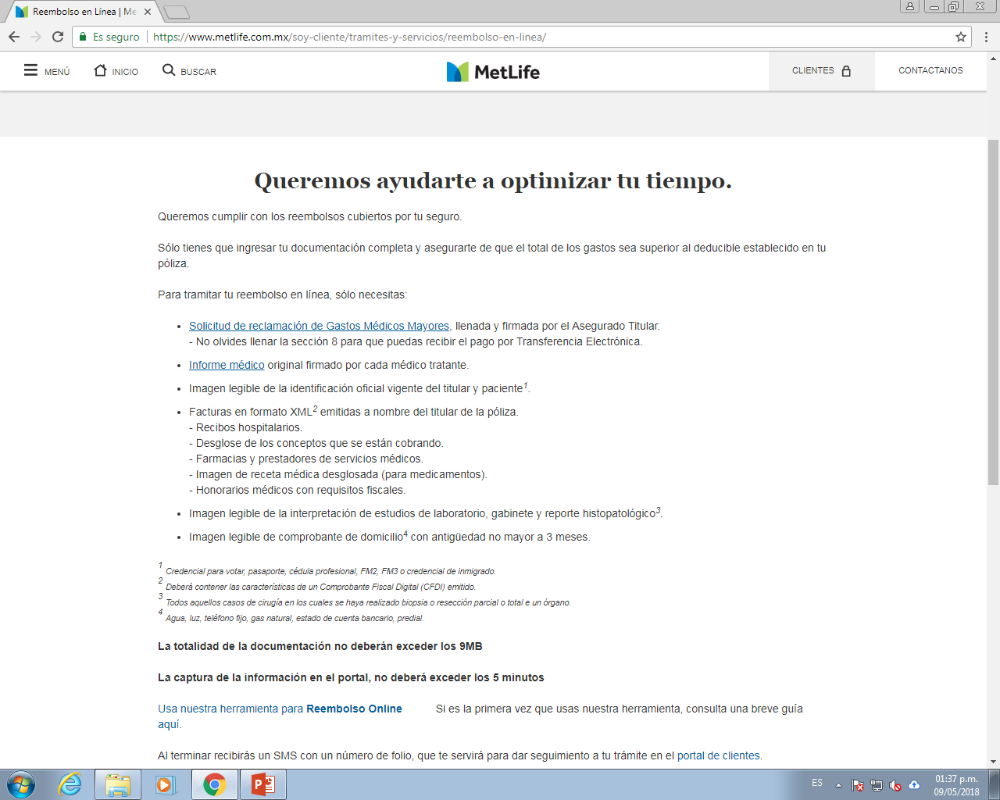 Reembolso en Línea | Me
Es seguro
https://www.metlife.com.mx/soy-cliente/tramites-y-servicios/reembolso-en-linea/
MENÚ
INICIO
BUSCAR
MetLife
CLIENTES
CONTACTANOS
Queremos ayudarte a optimizar tu tiempo.
Queremos cumplir con los reembolsos cubiertos por tu seguro.
Sólo tienes que ingresar tu documentación completa y asegurarte de que el total de los gastos sea superior al deducible establecido en tu
póliza.
Para tramitar tu reembolso en línea, sólo necesitas:
• Solicitud de reclamación de Gastos Médicos Mayores, llenada y firmada por el Asegurado Titular.
- No olvides llenar la sección 8 para que puedas recibir el pago por Transferencia Electrónica.
• Informe médico original firmado por cada médico tratante.
• Imagen legible de la identificación oficial vigente del titular y paciente1.
• Facturas en formato XML2 emitidas a nombre del titular de la póliza.
- Recibos hospitalarios.
- Desglose de los conceptos que se están cobrando.
- Farmacias y prestadores de servicios médicos.
- Imagen de receta médica desglosada (para medicamentos).
- Honorarios médicos con requisitos fiscales.
• Imagen legible de la interpretación de estudios de laboratorio, gabinete y reporte histopatológico3.
• Imagen legible de comprobante de domicilio4 con antigüedad no mayor a 3 meses.
1 Credencial para votar, pasaporte, cédula profesional, FM2, FM3 o credencial de inmigrado.
2 Deberá contener las características de un Comprobante Fiscal Digital (CFDI) emitido.
3 Todos aquellos casos de cirugía en los cuales se haya realizado biopsia o resección parcial o total e un órgano.
4 Agua, luz, teléfono fijo, gas natural, estado de cuenta bancario, predial.
La totalidad de la documentación no deberán exceder los 9MB
La captura de la información en el portal, no deberá exceder los 5 minutos
Usa nuestra herramienta para Reembolso Online Si es la primera vez que usas nuestra herramienta, consulta una breve guía
aquí.
Al terminar recibirás un SMS con un número de folio, que te servirá para dar seguimiento a tu trámite en el portal de clientes.
ES
01:37 p.m.
09/05/2018